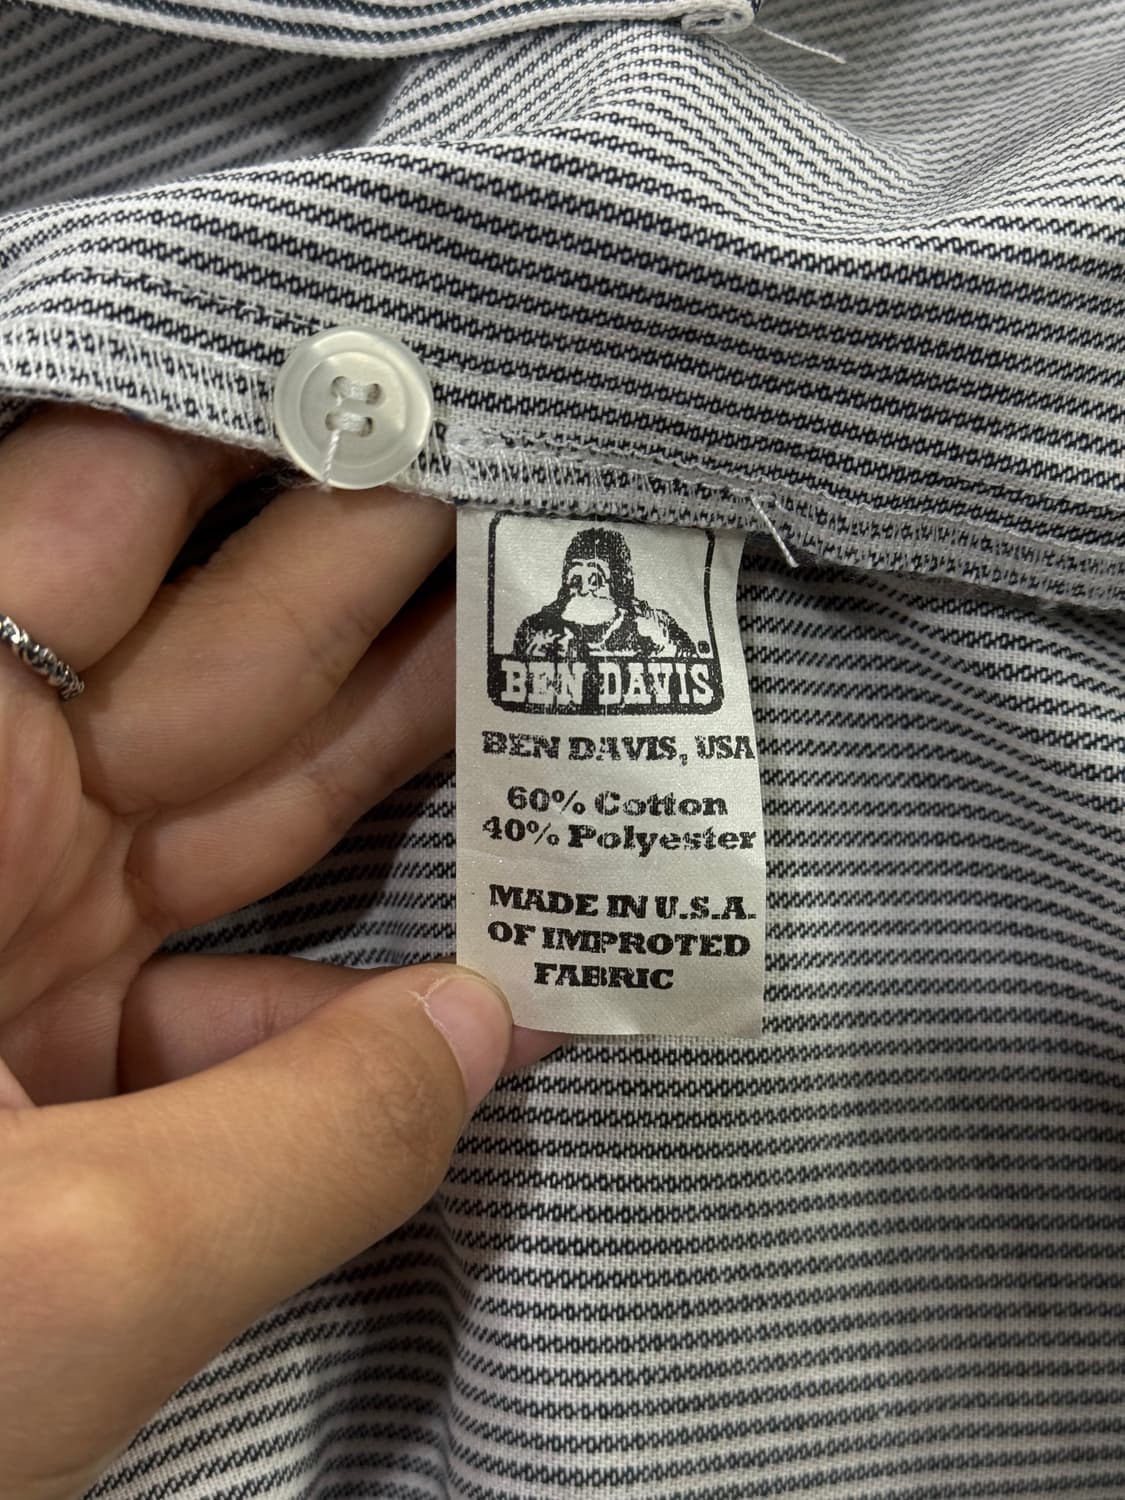 BEN DAVIS
BEN DAVIS, USA
60% Cotton
40% Polyester
MADE IN U.S.A.
OF IMPROTED
FABRIC